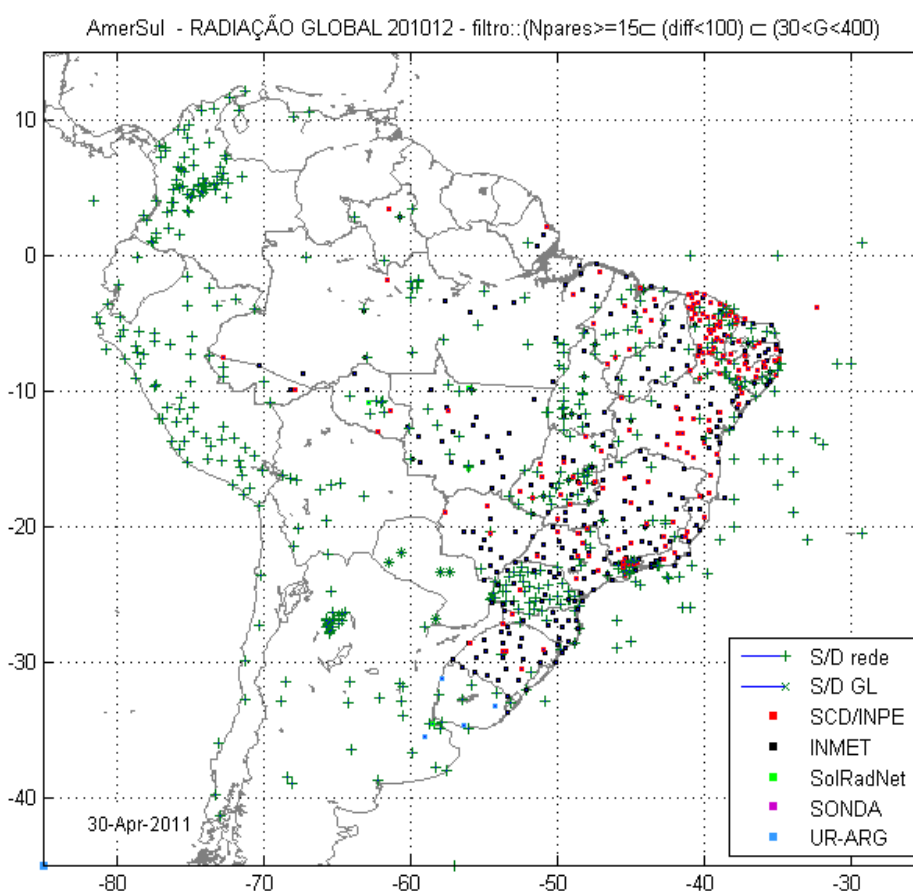 AmerSul - RADIAÇÃO GLOBAL 201012 - filtro::(Npares>=15⊂ (diff<100) ⊂ (30<G<400)
10
0
-10
-20
-30
-40
-80 -70 -60 -50 -40 -30
30-Apr-2011
S/D rede
S/D GL
SCD/INPE
INMET
SolRadNet
SONDA
UR-ARG